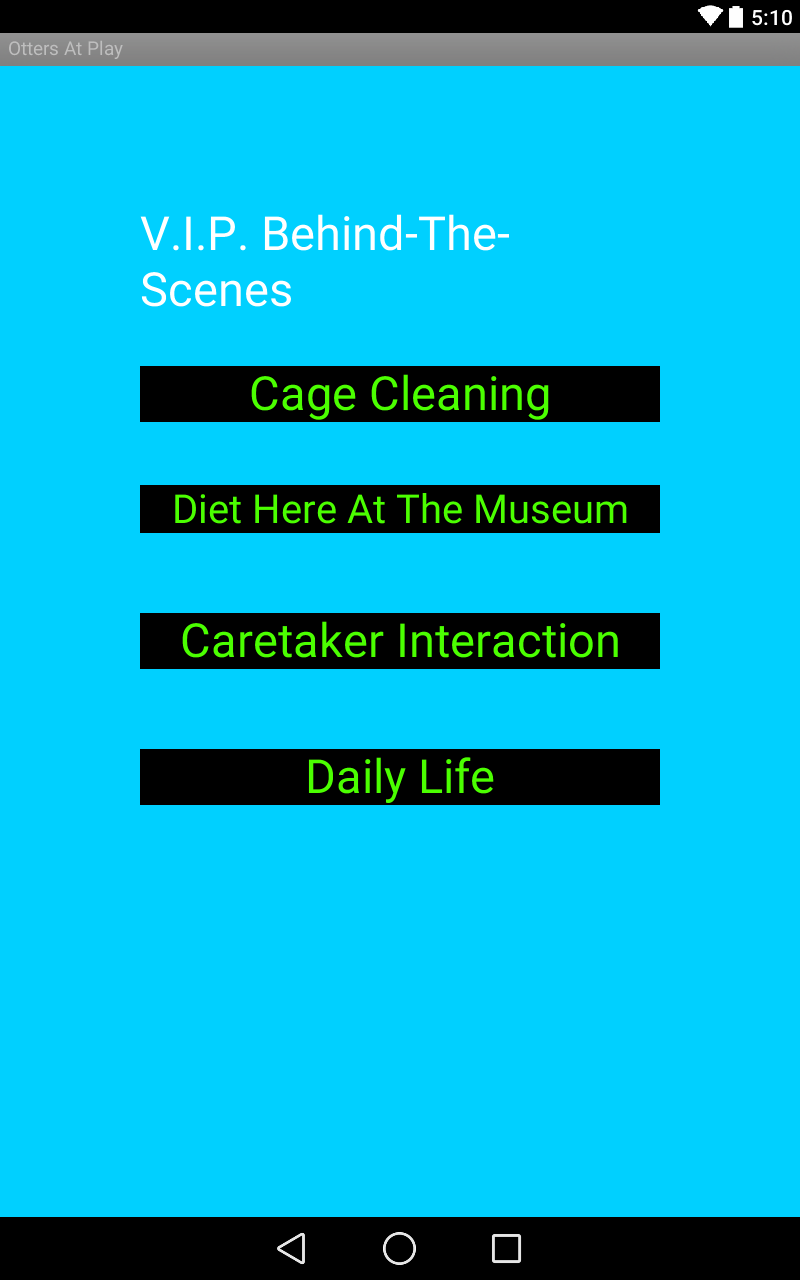 5:10
Otters At Play
V.I.P. Behind-The-
Scenes
Cage Cleaning
Diet Here At The Museum
Caretaker Interaction
Daily Life